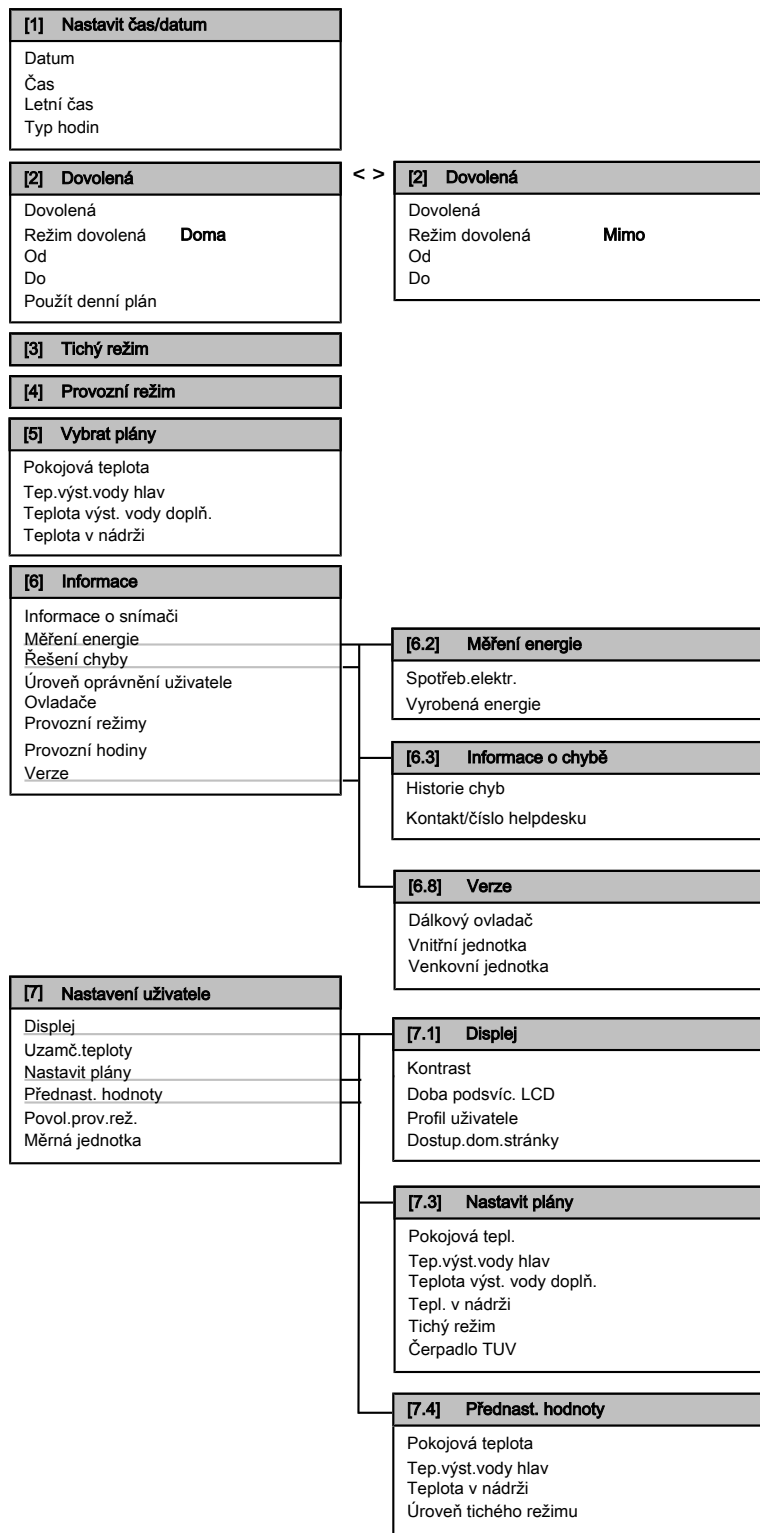 [1] Nastavit čas/datum
Datum
Čas
Letní čas
Typ hodin
[2] Dovolená
Dovolená
Režim dovolená Doma
Od
Do
Použít denní plán
< >
[2] Dovolená
Dovolená
Režim dovolená Mimo
Od
Do
[3] Tichý režim
[4] Provozní režim
[5] Vybrat plány
Pokojová teplota
Tep.výst.vody hlav
Teplota výst. vody doplň.
Teplota v nádrži
[6] Informace
Informace o snímači
Měření energie
Řešení chyby
Úroveň oprávnění uživatele
Ovladače
Provozní režimy
Provozní hodiny
Verze
[6.2] Měření energie
Spotřeb.elektr.
Vyrobená energie
[6.3] Informace o chybě
Historie chyb
Kontakt/číslo helpdesku
[6.8] Verze
Dálkový ovladač
Vnitřní jednotka
Venkovní jednotka
[7] Nastavení uživatele
Displej
Uzamč.teploty
Nastavit plány
Přednast. hodnoty
Povol.prov.rež.
Měrná jednotka
[7.1] Displej
Kontrast
Doba podsvíc. LCD
Profil uživatele
Dostup.dom.stránky
[7.3] Nastavit plány
Pokojová tepl.
Tep.výst.vody hlav
Teplota výst. vody doplň.
Tepl. v nádrži
Tichý režim
Čerpadlo TUV
[7.4] Přednast. hodnoty
Pokojová teplota
Tep.výst.vody hlav
Teplota v nádrži
Úroveň tichého režimu